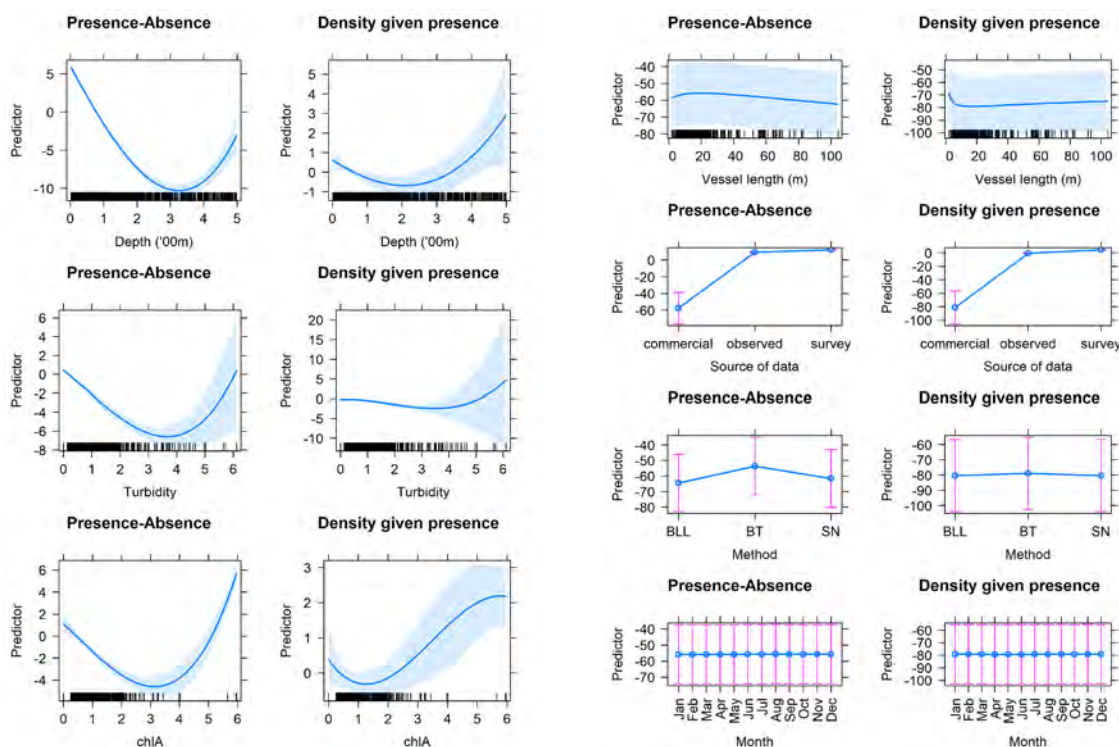 Presence-Absence
Density given presence
Predictor
5
0
-5
-10
0 1 2 3 4 5
Depth ('00m)
Predictor
5
4
3
2
1
0
-1
0 1 2 3 4 5
Depth ('00m)
Presence-Absence
Density given presence
Predictor
6
4
2
0
-2
-4
-6
-8
0 1 2 3 4 5 6
Turbidity
Predictor
20
15
10
5
0
-5
-10
0 1 2 3 4 5 6
Turbidity
Presence-Absence
Density given presence
Predictor
6
4
2
0
-2
-4
0 1 2 3 4 5 6
chlA
Predictor
3
2
1
0
0 1 2 3 4 5 6
chlA
Presence-Absence
Density given presence
Predictor
-40
-50
-60
-70
-80
0 20 40 60 80 100
Vessel length (m)
Predictor
-50
-60
-70
-80
-90
-100
0 20 40 60 80 100
Vessel length (m)
Presence-Absence
Density given presence
Predictor
0
-20
-40
-60
commercial observed survey
Source of data
Predictor
0
-20
-40
-60
-80
-100
commercial observed survey
Source of data
Presence-Absence
Density given presence
Predictor
-40
-50
-60
-70
-80
BLL BT SN
Method
Predictor
-60
-70
-80
-90
-100
BLL BT SN
Method
Presence-Absence
Density given presence
Predictor
-40
-50
-60
-70
Jan Feb Mar Apr May Jun Jul Aug Sep Oct Nov Dec
Month
Predictor
-60
-70
-80
-90
-100
Jan Feb Mar Apr May Jun Jul Aug Sep Oct Nov Dec
Month